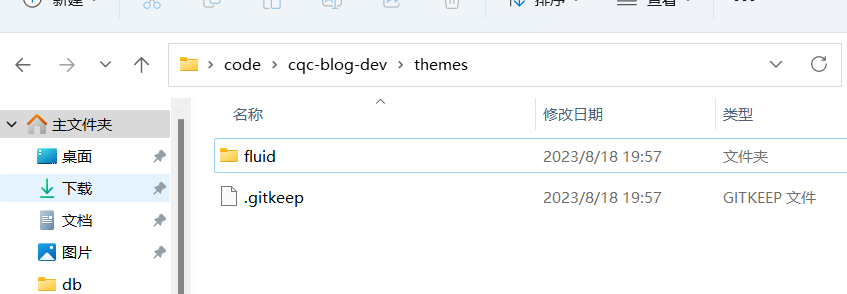 新建
排序
查看
code > cqc-blog-dev > themes
主文件夹
桌面
下载
文档
图片
db
名称 修改日期 类型
fluid 2023/8/18 19:57 文件夹
.gitkeep 2023/8/18 19:57 GITKEEP 文件